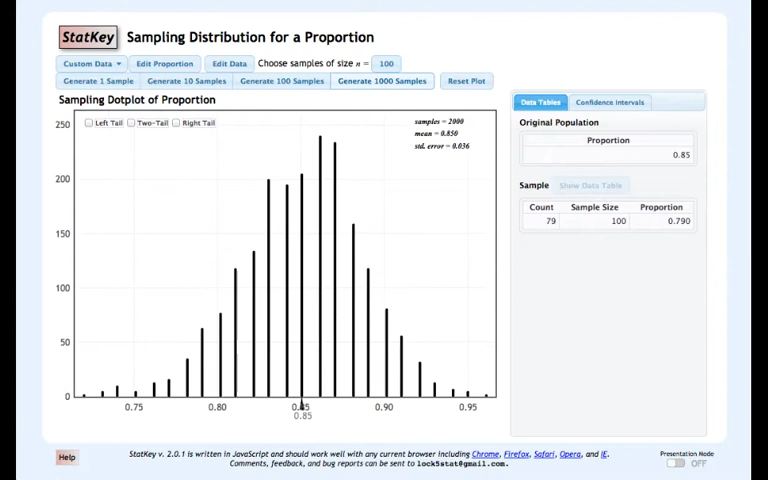 StatKey Sampling Distribution for a Proportion
Custom Data Edit Proportion Edit Data Choose samples of size n = 100
Generate 1 Sample Generate 10 Samples Generate 100 Samples Generate 1000 Samples Reset Plot
Sampling Dotplot of Proportion
Left Tail Two-Tail Right Tail
samples = 2000
mean = 0.850
std. error = 0.036
250
200
150
100
50
0
0.75 0.80 0.85 0.90 0.95
0.85
Data Tables Confidence Intervals
Original Population
Proportion
0.85
Sample Show Data Table
Count Sample Size Proportion
79 100 0.790
Help
StatKey v. 2.0.1 is written in JavaScript and should work well with any current browser including Chrome, Firefox, Safari, Opera, and IE.
Comments, feedback, and bug reports can be sent to lock5stat@gmail.com.
Presentation Mode
OFF